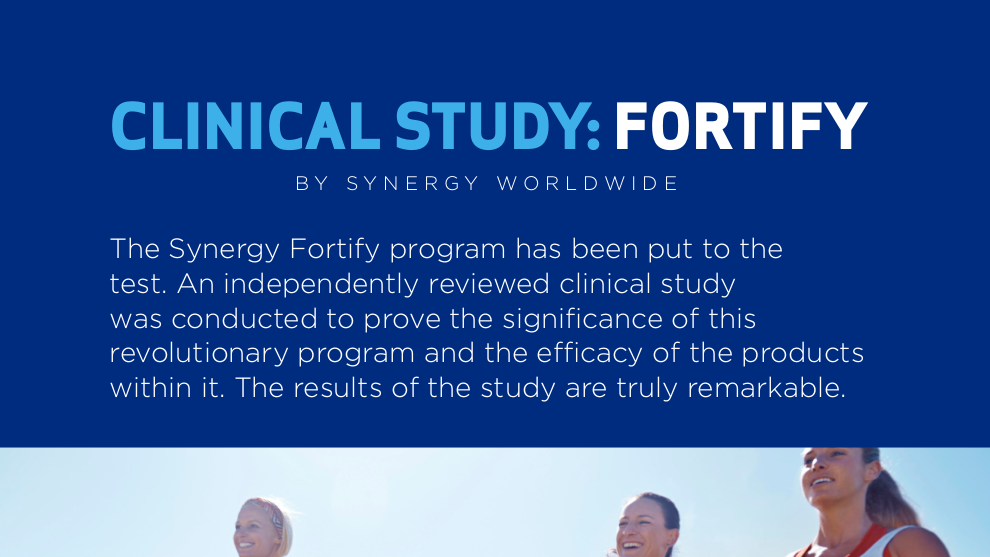 CLINICAL STUDY: FORTIFY
BY SYNERGY WORLDWIDE
The Synergy Fortify program has been put to the
test. An independently reviewed clinical study
was conducted to prove the significance of this
revolutionary program and the efficacy of the products
within it. The results of the study are truly remarkable.